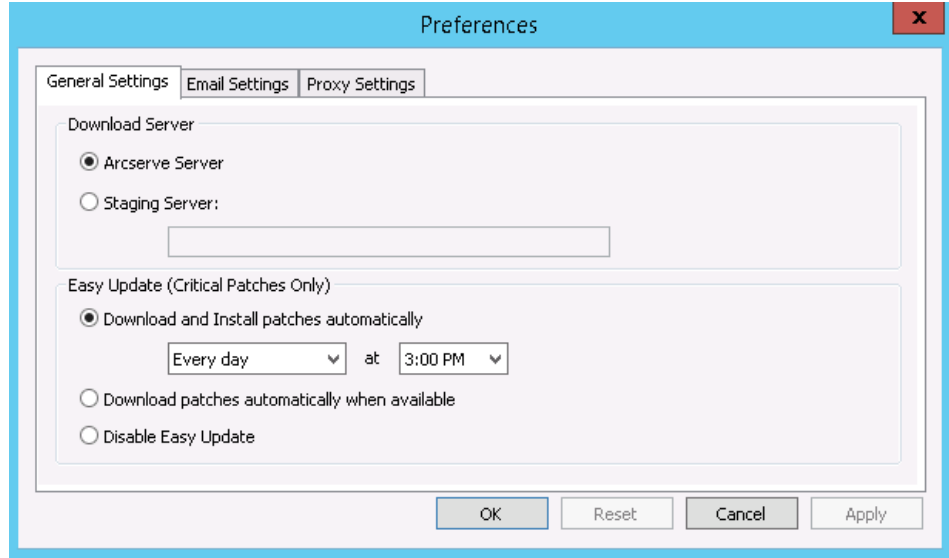 Preferences
x
General Settings Email Settings Proxy Settings
Download Server
Arcserve Server
Staging Server:
Easy Update (Critical Patches Only)
Download and Install patches automatically
Every day at 3:00 PM
Download patches automatically when available
Disable Easy Update
OK Reset Cancel Apply